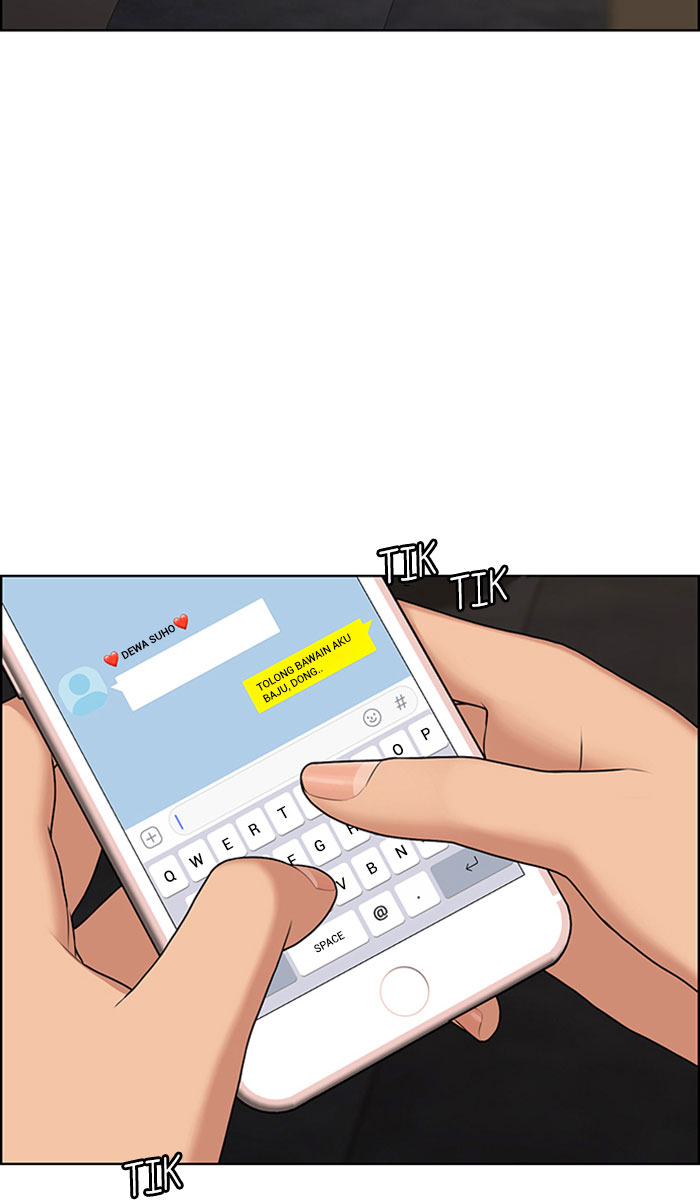 TIK
TIK
❤️ DEWA SUHO❤️
TOLONG BAWAIN AKU
BAJU, DONG..
#
O P
Q W E R T
F G H
V B N
SPACE @ .
TIK